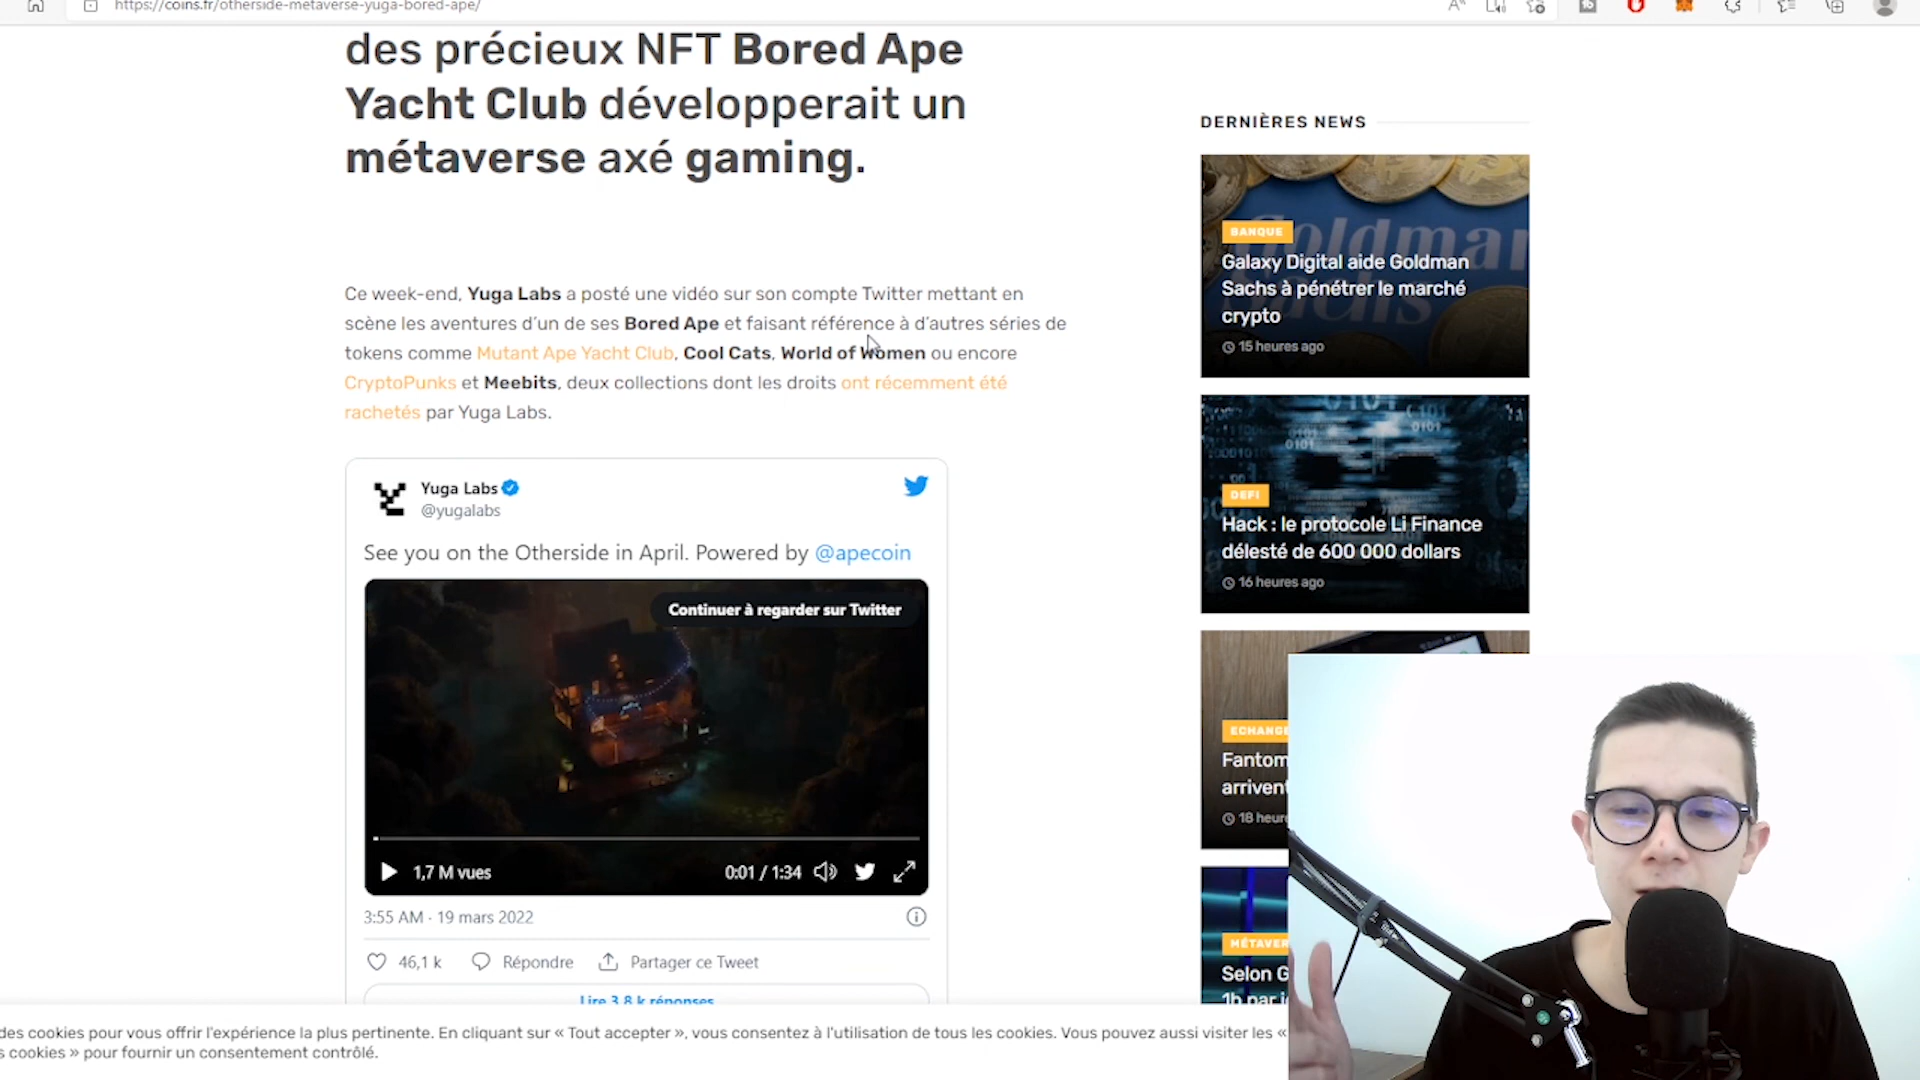 https://coins.fr/otherside-metaverse-yuga-bored-ape/
des précieux NFT Bored Ape
Yacht Club développerait un
métaverse axé gaming.
Ce week-end, Yuga Labs a posté une vidéo sur son compte Twitter mettant en
scène les aventures d'un de ses Bored Ape et faisant référence à d'autres séries de
tokens comme Mutant Ape Yacht Club, Cool Cats, World of Women ou encore
CryptoPunks et Meebits, deux collections dont les droits ont récemment été
rachetés par Yuga Labs.
Yuga Labs
@yugalabs
See you on the Otherside in April. Powered by @apecoin
Continuer à regarder sur Twitter
1,7 M vues
0:01 / 1:34
3:55 AM · 19 mars 2022
46,1 k
Répondre
Partager ce Tweet
Lire 3,8 k réponses
DERNIÈRES NEWS
Goldman
Sachs
BANQUE
Galaxy Digital aide Goldman
Sachs à pénétrer le marché
crypto
15 heures ago
DEFI
Hack : le protocole Li Finance
délesté de 600 000 dollars
16 heures ago
ECHANGE
Fantom
arrivent
18 heur
MÉTAVER
Selon G
1b par
des cookies pour vous offrir l'expérience la plus pertinente. En cliquant sur « Tout accepter », vous consentez à l'utilisation de tous les cookies. Vous pouvez aussi visiter les «
s cookies » pour fournir un consentement contrôlé.